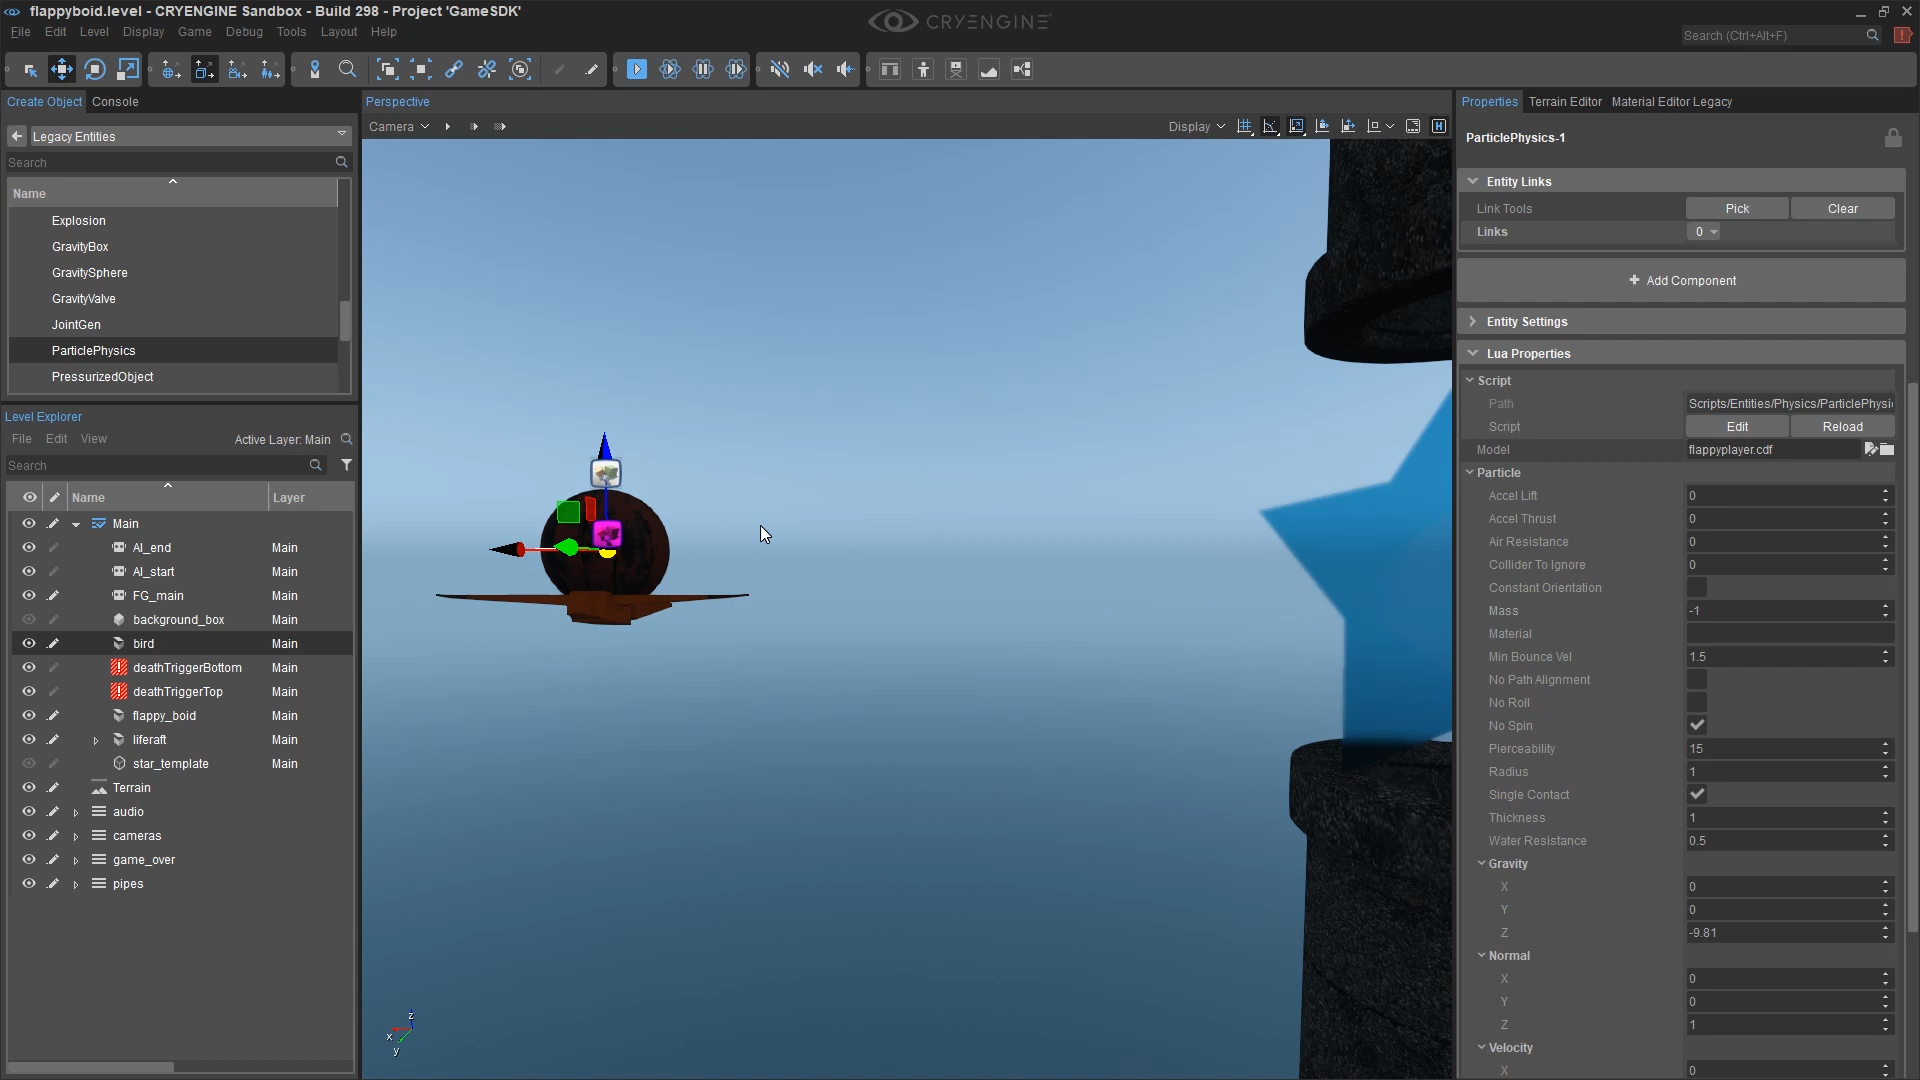 flappyboid.level - CRYENGINE Sandbox - Build 298 - Project 'GameSDK'
CRYENGINE®
File Edit Level Display Game Debug Tools Layout Help
Search (Ctrl+Alt+F)
Create Object Console
Legacy Entities
Search
Name
Explosion
GravityBox
GravitySphere
GravityValve
JointGen
ParticlePhysics
PressurizedObject
Level Explorer
File Edit View Active Layer: Main
Search
Name Layer
Main
AI_end Main
AI_start Main
FG_main Main
background_box Main
bird Main
deathTriggerBottom Main
deathTriggerTop Main
flappy_boid Main
liferaft Main
star_template Main
Terrain
audio
cameras
game_over
pipes
Perspective
Camera Display
H
z
x
y
Properties Terrain Editor Material Editor Legacy
ParticlePhysics-1
Entity Links
Link Tools Pick Clear
Links 0
Add Component
Entity Settings
Lua Properties
Script
Path Scripts/Entities/Physics/ParticlePhysi
Script Edit Reload
Model flappyplayer.cdf
Particle
Accel Lift 0
Accel Thrust 0
Air Resistance 0
Collider To Ignore 0
Constant Orientation
Mass -1
Material
Min Bounce Vel 1.5
No Path Alignment
No Roll
No Spin
Pierceability 15
Radius 1
Single Contact
Thickness 1
Water Resistance 0.5
Gravity
X 0
Y 0
Z -9.81
Normal
X 0
Y 0
Z 1
Velocity
X 0